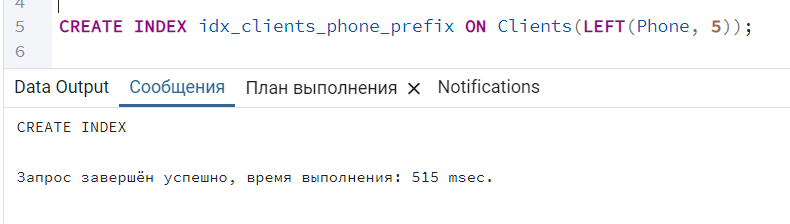 4
5 CREATE INDEX idx_clients_phone_prefix ON Clients(LEFT(Phone, 5));
6
Data Output Сообщения План выполнения × Notifications
CREATE INDEX
Запрос завершён успешно, время выполнения: 515 msec.